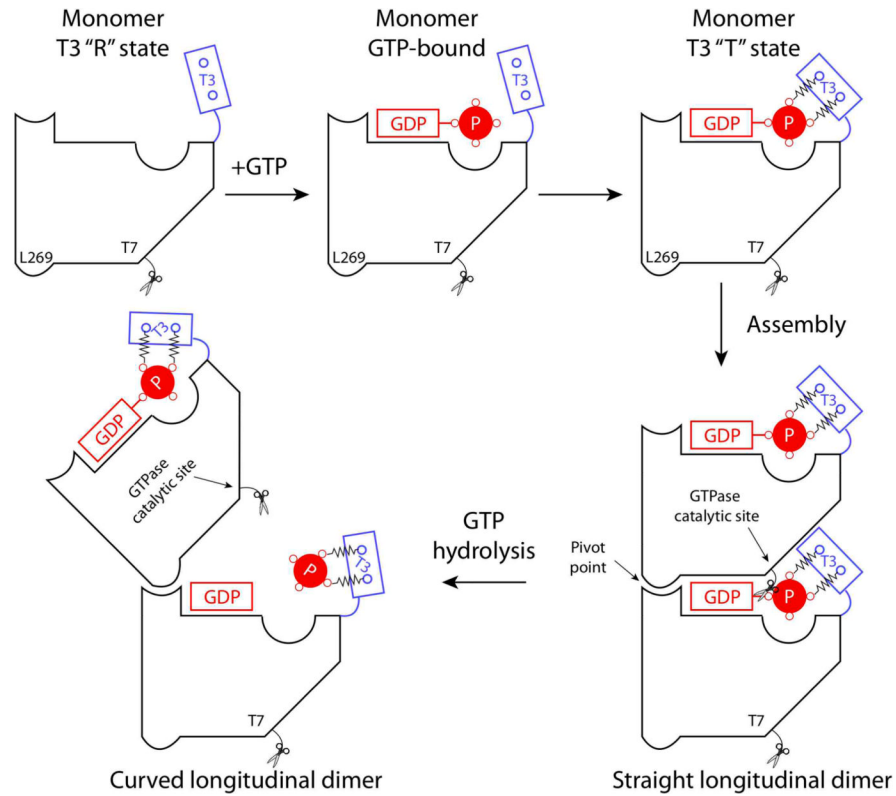 Monomer
T3 "R" state
Monomer
GTP-bound
Monomer
T3 "T" state
T3
T3
T3
GDP
P
GDP
P
+GTP
L269
T7
L269
T7
L269
T7
Assembly
T3
P
GDP
GTPase
catalytic site
T3
GDP
P
GTPase
catalytic site
GTP
hydrolysis
Pivot
point
P
T3
GDP
GDP
P
T3
T7
T7
Curved longitudinal dimer
Straight longitudinal dimer